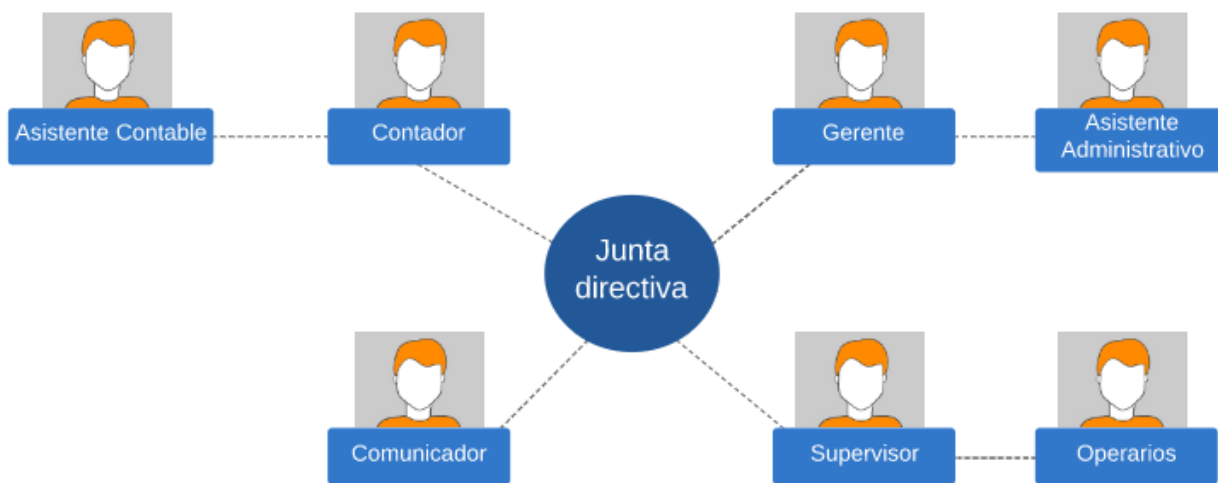 Asistente Contable
Contador
Gerente
Asistente
Administrativo
Junta
directiva
Comunicador
Supervisor
Operarios